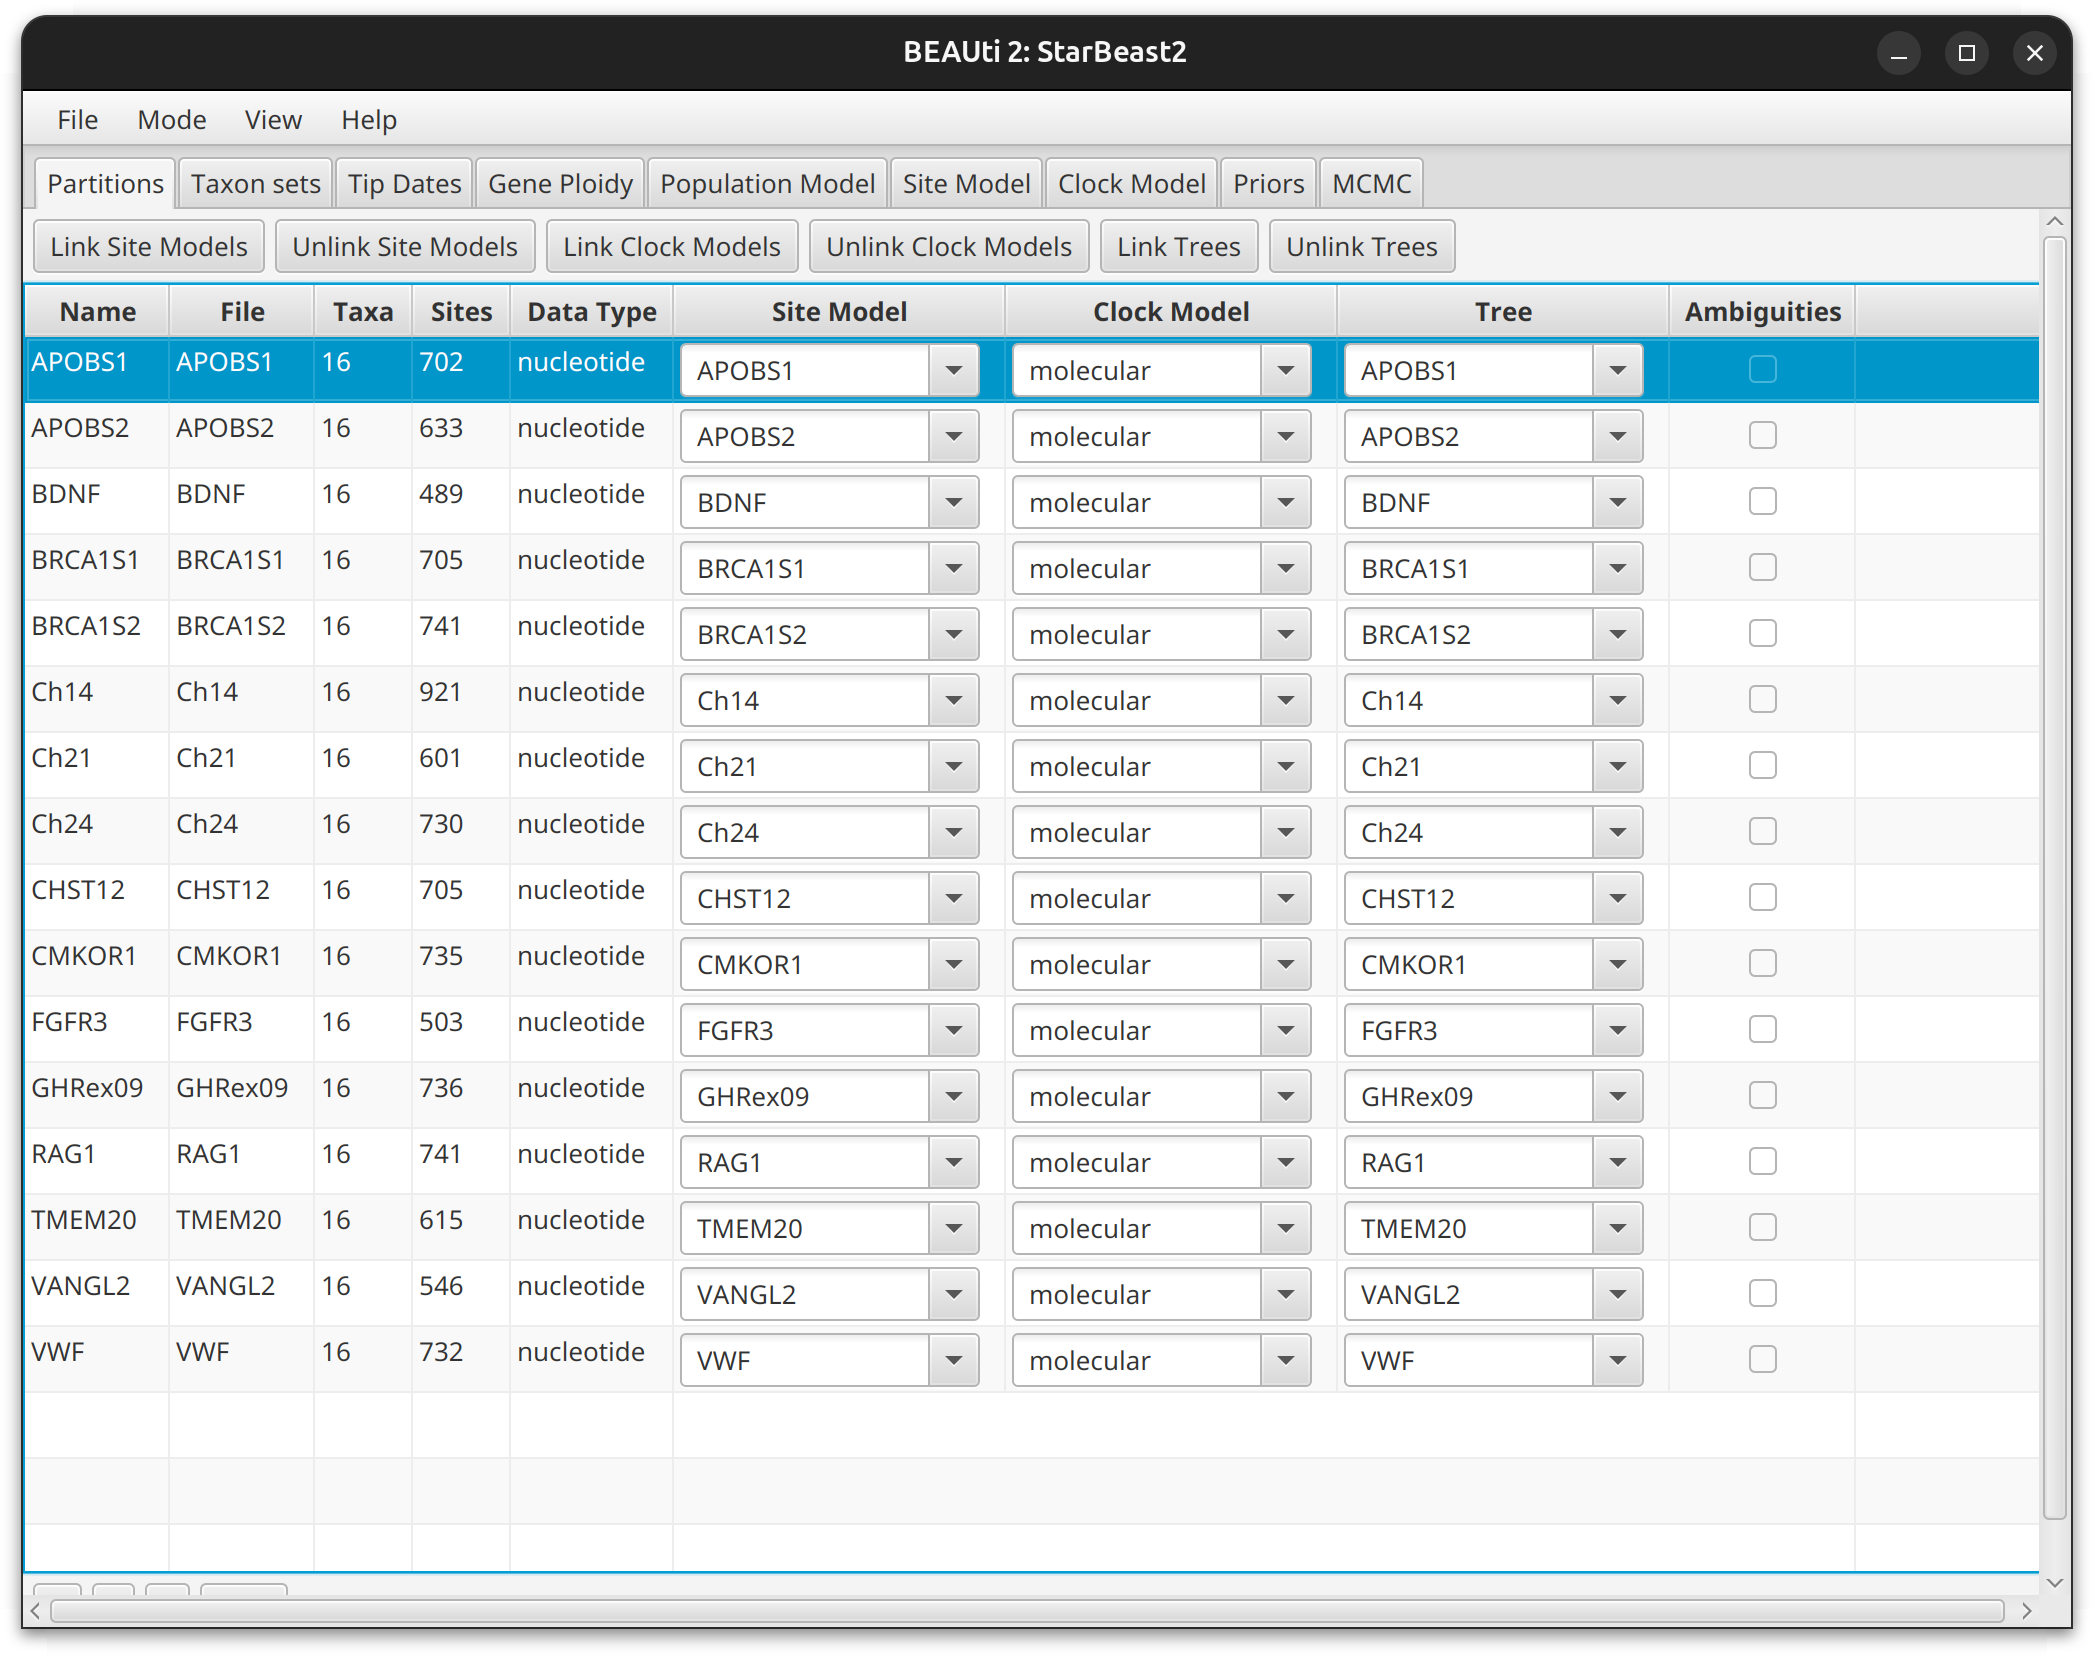 BEAUti 2: StarBeast2
File Mode View Help
Partitions Taxon sets Tip Dates Gene Ploidy Population Model Site Model Clock Model Priors MCMC
Link Site Models Unlink Site Models Link Clock Models Unlink Clock Models Link Trees Unlink Trees
Name File Taxa Sites Data Type Site Model Clock Model Tree Ambiguities
APOBS1 APOBS1 16 702 nucleotide APOBS1 molecular APOBS1
APOBS2 APOBS2 16 633 nucleotide APOBS2 molecular APOBS2
BDNF BDNF 16 489 nucleotide BDNF molecular BDNF
BRCA1S1 BRCA1S1 16 705 nucleotide BRCA1S1 molecular BRCA1S1
BRCA1S2 BRCA1S2 16 741 nucleotide BRCA1S2 molecular BRCA1S2
Ch14 Ch14 16 921 nucleotide Ch14 molecular Ch14
Ch21 Ch21 16 601 nucleotide Ch21 molecular Ch21
Ch24 Ch24 16 730 nucleotide Ch24 molecular Ch24
CHST12 CHST12 16 705 nucleotide CHST12 molecular CHST12
CMKOR1 CMKOR1 16 735 nucleotide CMKOR1 molecular CMKOR1
FGFR3 FGFR3 16 503 nucleotide FGFR3 molecular FGFR3
GHRex09 GHRex09 16 736 nucleotide GHRex09 molecular GHRex09
RAG1 RAG1 16 741 nucleotide RAG1 molecular RAG1
TMEM20 TMEM20 16 615 nucleotide TMEM20 molecular TMEM20
VANGL2 VANGL2 16 546 nucleotide VANGL2 molecular VANGL2
VWF VWF 16 732 nucleotide VWF molecular VWF